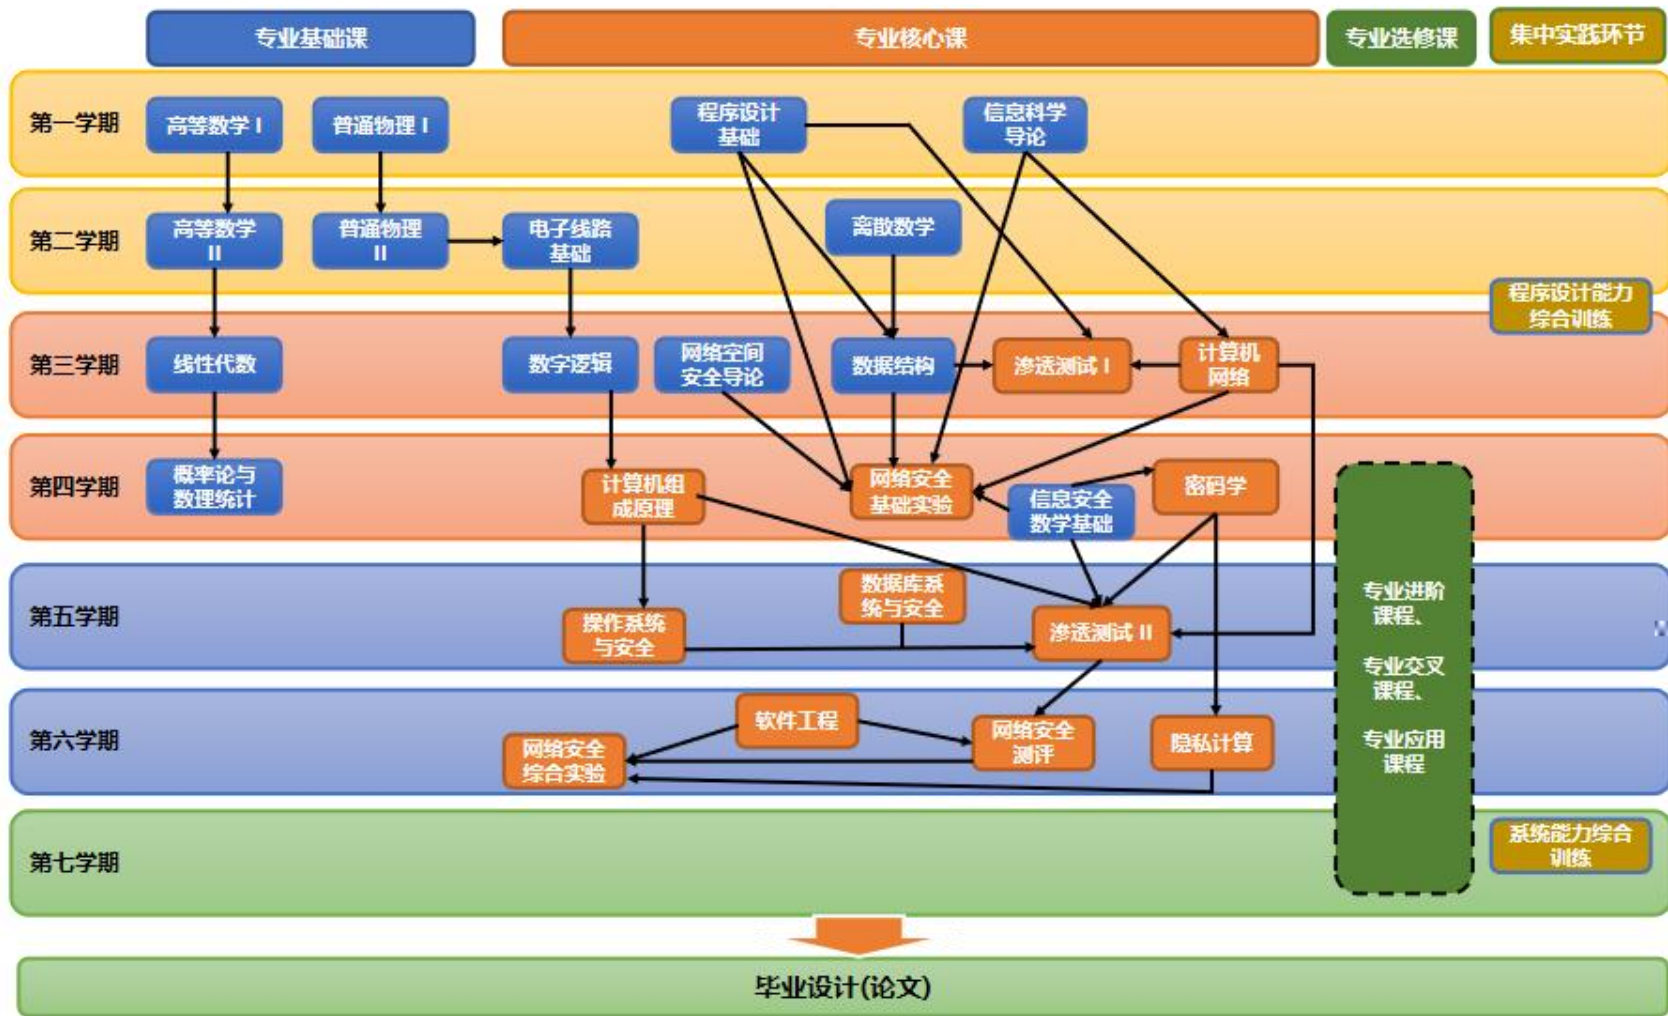 专业基础课
专业核心课
专业选修课
集中实践环节
第一学期
高等数学 I
普通物理 I
程序设计
基础
信息科学
导论
第二学期
高等数学
II
普通物理
II
电子线路
基础
离散数学
程序设计能力
综合训练
第三学期
线性代数
数字逻辑
网络空间
安全导论
数据结构
渗透测试 I
计算机
网络
第四学期
概率论与
数理统计
计算机组
成原理
网络安全
基础实验
信息安全
数学基础
密码学
第五学期
操作系统
与安全
数据库系
统与安全
渗透测试 II
专业进阶
课程、
专业交叉
课程、
专业应用
课程
第六学期
网络安全
综合实验
软件工程
网络安全
测评
隐私计算
第七学期
系统能力综合
训练
毕业设计(论文)